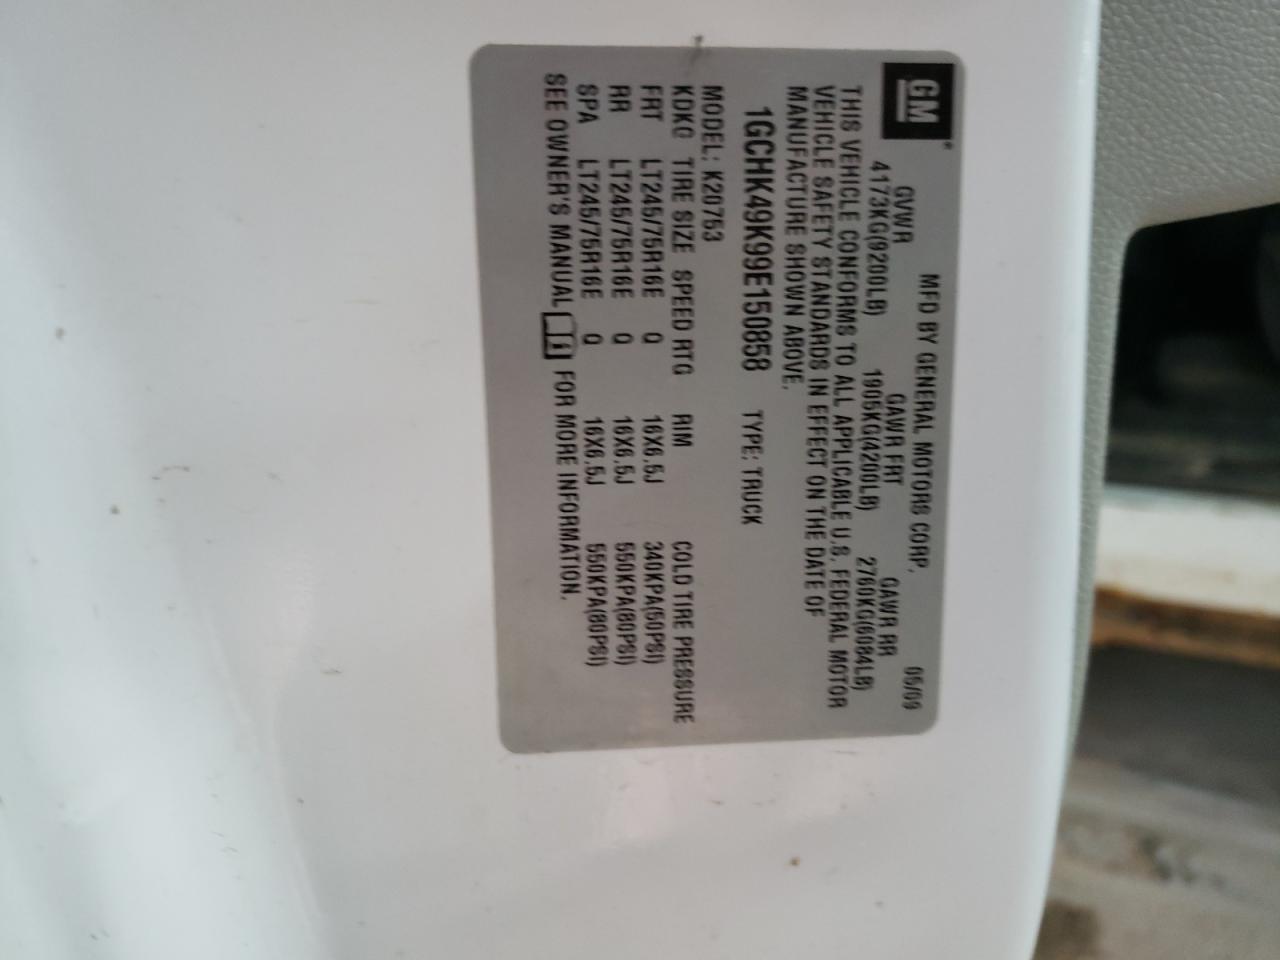 GM®
MFD BY GENERAL MOTORS CORP. 05/09
GVWR GAWR FRT GAWR RR
4173KG(9200LB) 1905KG(4200LB) 2760KG(6084LB)
THIS VEHICLE CONFORMS TO ALL APPLICABLE U.S. FEDERAL MOTOR
VEHICLE SAFETY STANDARDS IN EFFECT ON THE DATE OF
MANUFACTURE SHOWN ABOVE.
1GCHK49K99E150858 TYPE: TRUCK
MODEL: K20753
KDKG TIRE SIZE SPEED RTG RIM COLD TIRE PRESSURE
FRT LT245/75R16E Q 16X6.5J 340KPA(50PSI)
RR LT245/75R16E Q 16X6.5J 550KPA(80PSI)
SPA LT245/75R16E Q 16X6.5J 550KPA(80PSI)
SEE OWNER'S MANUAL FOR MORE INFORMATION.